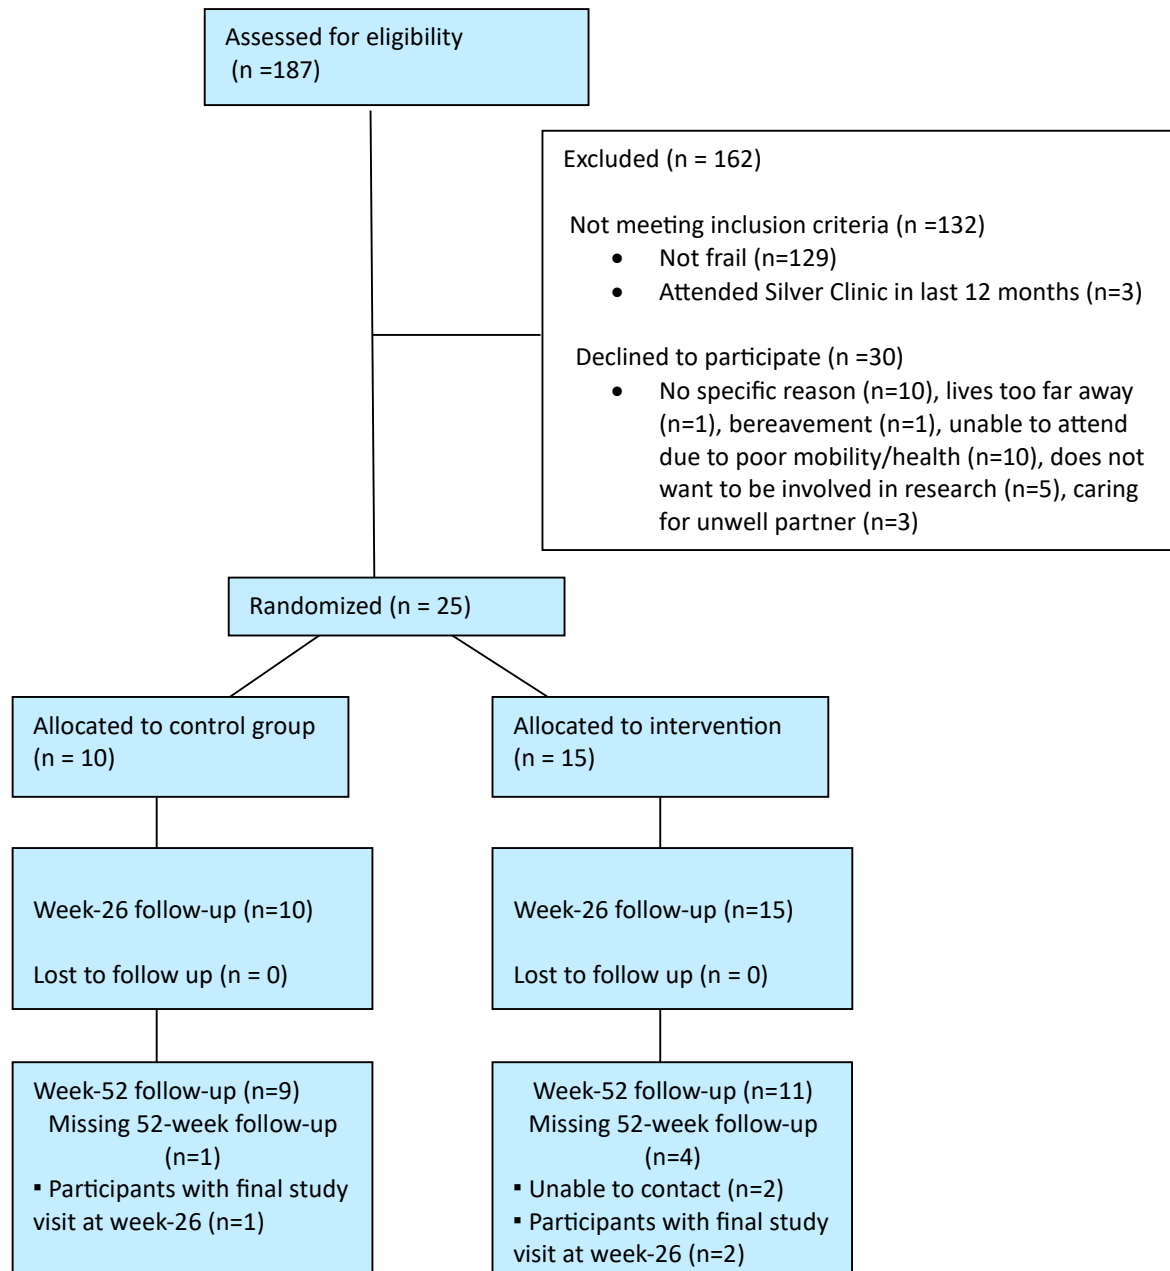 Assessed for eligibility
(n =187)
Excluded (n = 162)
Not meeting inclusion criteria (n =132)
• Not frail (n=129)
• Attended Silver Clinic in last 12 months (n=3)
Declined to participate (n =30)
• No specific reason (n=10), lives too far away
(n=1), bereavement (n=1), unable to attend
due to poor mobility/health (n=10), does not
want to be involved in research (n=5), caring
for unwell partner (n=3)
Randomized (n = 25)
Allocated to control group
(n = 10)
Allocated to intervention
(n = 15)
Week-26 follow-up (n=10)
Lost to follow up (n = 0)
Week-26 follow-up (n=15)
Lost to follow up (n = 0)
Week-52 follow-up (n=9)
Missing 52-week follow-up
(n=1)
▪ Participants with final study
visit at week-26 (n=1)
Week-52 follow-up (n=11)
Missing 52-week follow-up
(n=4)
▪ Unable to contact (n=2)
▪ Participants with final study
visit at week-26 (n=2)